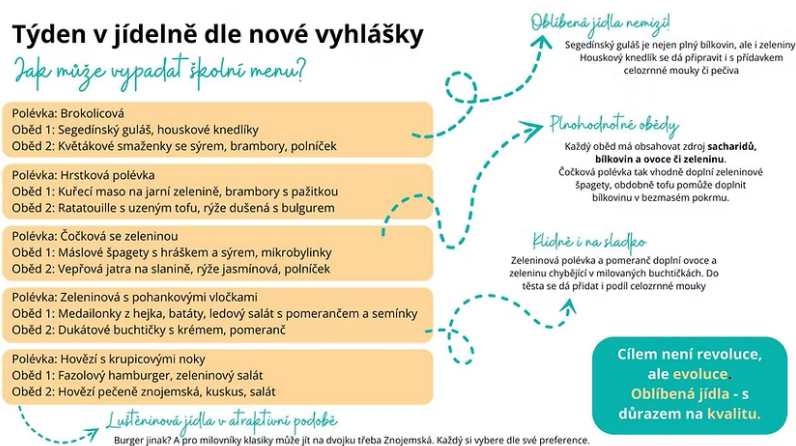 Týden v jídelně dle nové vyhlášky
Jak může vypadat školní menu?
Polévka: Brokolicová
Oběd 1: Segedínský guláš, houskové knedlíky
Oběd 2: Květákové smaženky se sýrem, brambory, polníček
Polévka: Hrstková polévka
Oběd 1: Kuřecí maso na jarní zelenině, brambory s pažitkou
Oběd 2: Ratatouille s uzeným tofu, rýže dušená s bulgurem
Polévka: Čočková se zeleninou
Oběd 1: Máslové špagety s hráškem a sýrem, mikrobylinky
Oběd 2: Vepřová jatra na slanině, rýže jasmínová, polníček
Polévka: Zeleninová s pohankovými vločkami
Oběd 1: Medailonky z hejka, batáty, ledový salát s pomerančem a semínky
Oběd 2: Dukátové buchtičky s krémem, pomeranč
Polévka: Hovězí s krupicovými noky
Oběd 1: Fazolový hamburger, zeleninový salát
Oběd 2: Hovězí pečeně znojemská, kuskus, salát
Oblíbená jídla nemizí!
Segedínský guláš je nejen plný bílkovin, ale i zeleniny
Houskový knedlík se dá připravit i s přídavkem
celozrnné mouky či pečiva
Plnohodnotné obědy
Každý oběd má obsahovat zdroj sacharidů,
bílkovin a ovoce či zeleninu.
Čočková polévka tak vhodně doplní zeleninové
špagety, obdobně tofu pomůže doplnit
bílkovinu v bezmasém pokrmu.
Klidně i na sladko
Zeleninová polévka a pomeranč doplní ovoce a
zeleninu chybějící v milovaných buchtičkách. Do
těsta se dá přidat i podíl celozrnné mouky
Cílem není revoluce,
ale evoluce.
Oblíbená jídla - s
důrazem na kvalitu.
Luštěninová jídla v atraktivní podobě
Burger jinak? A pro milovníky klasiky může jít na dvojku třeba Znojemská. Každý si vybere dle své preference.